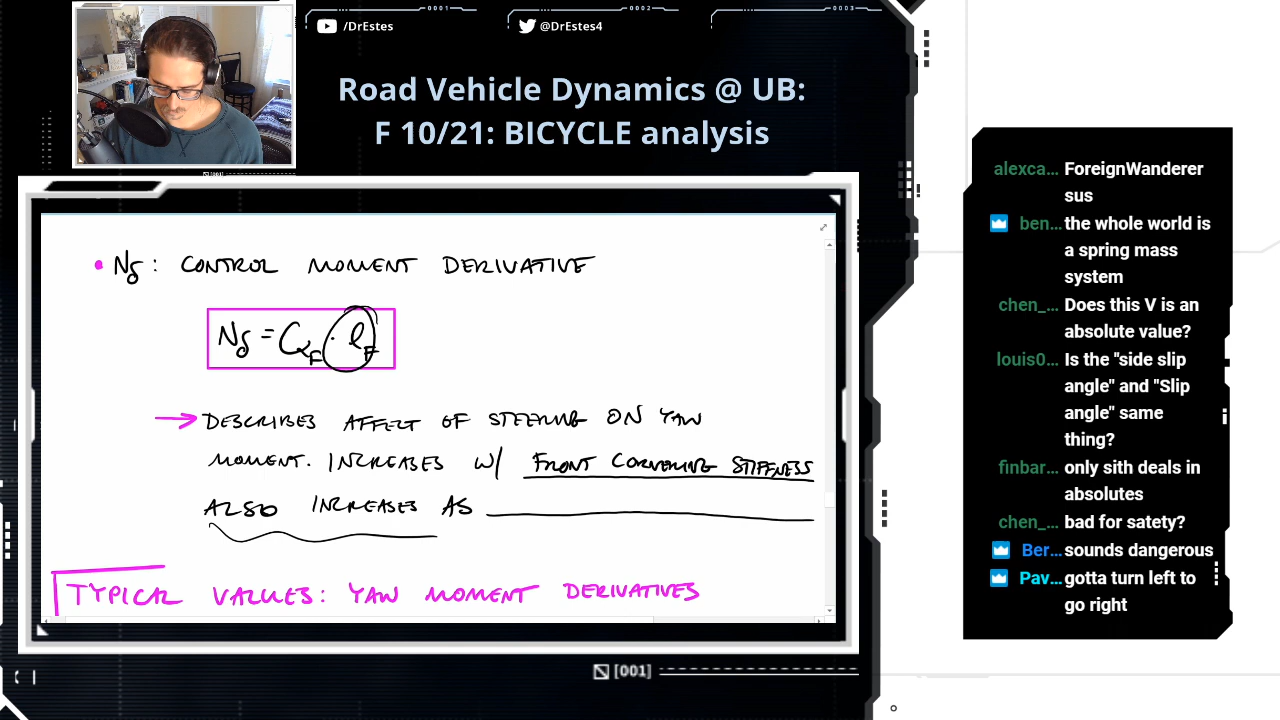 0001
0002
0003
/DrEstes
@DrEstes4
Road Vehicle Dynamics @ UB:
F 10/21: BICYCLE analysis
[001]
• Nδ: CONTROL MOMENT DERIVATIVE
Nδ = CαF · lF
→ DESCRIBES AFFECT OF STEERING ON YAW
MOMENT. INCREASES W/ FRONT CORNERING STIFFNESS
ALSO INCREASES AS
TYPICAL VALUES: YAW MOMENT DERIVATIVES
[001]
alexca... ForeignWanderer
sus
ben... the whole world is
a spring mass
system
chen_... Does this V is an
absolute value?
louis0... Is the "side slip
angle" and "Slip
angle" same
thing?
finbar... only sith deals in
absolutes
chen_... bad for satety?
Ber... sounds dangerous
Pav... gotta turn left to
go right